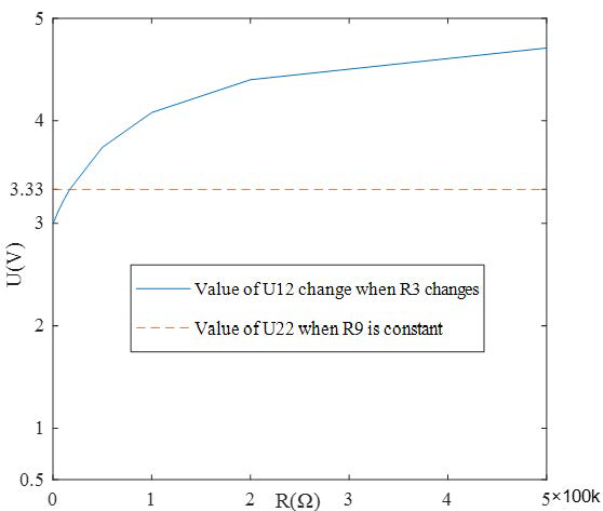 5
4
3.33
3
2
1
0.5
U(V)
Value of U12 change when R3 changes
Value of U22 when R9 is constant
0 1 2 3 4 5 ×100k
R(Ω)